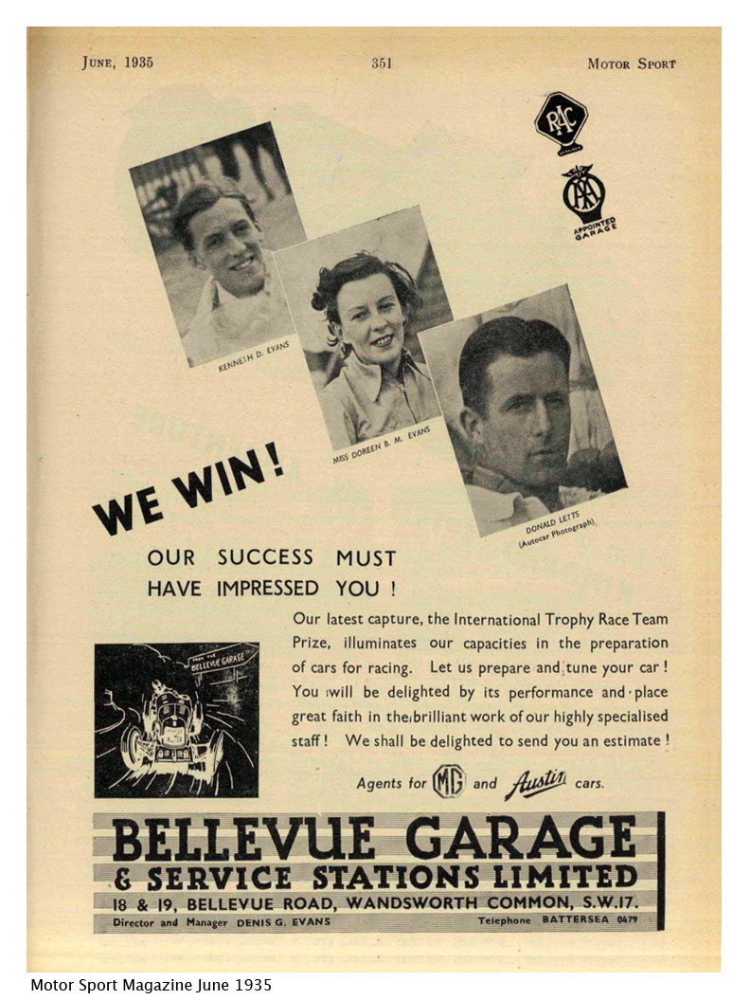 JUNE, 1935
351
MOTOR SPORT
RAC
AA
APPOINTED
GARAGE
KENNETH D. EVANS
MISS DOREEN B. M. EVANS
DONALD LETTS
(Autocar Photograph)
WE WIN!
OUR SUCCESS MUST
HAVE IMPRESSED YOU !
Our latest capture, the International Trophy Race Team
Prize, illuminates our capacities in the preparation
of cars for racing. Let us prepare and tune your car !
You will be delighted by its performance and place
great faith in the brilliant work of our highly specialised
staff ! We shall be delighted to send you an estimate !
FROM THE
BELLEVUE GARAGE
Agents for MG and Austin cars.
BELLEVUE GARAGE
& SERVICE STATIONS LIMITED
18 & 19, BELLEVUE ROAD, WANDSWORTH COMMON, S.W.17.
Director and Manager DENIS G. EVANS
Telephone BATTERSEA 0479
Motor Sport Magazine June 1935